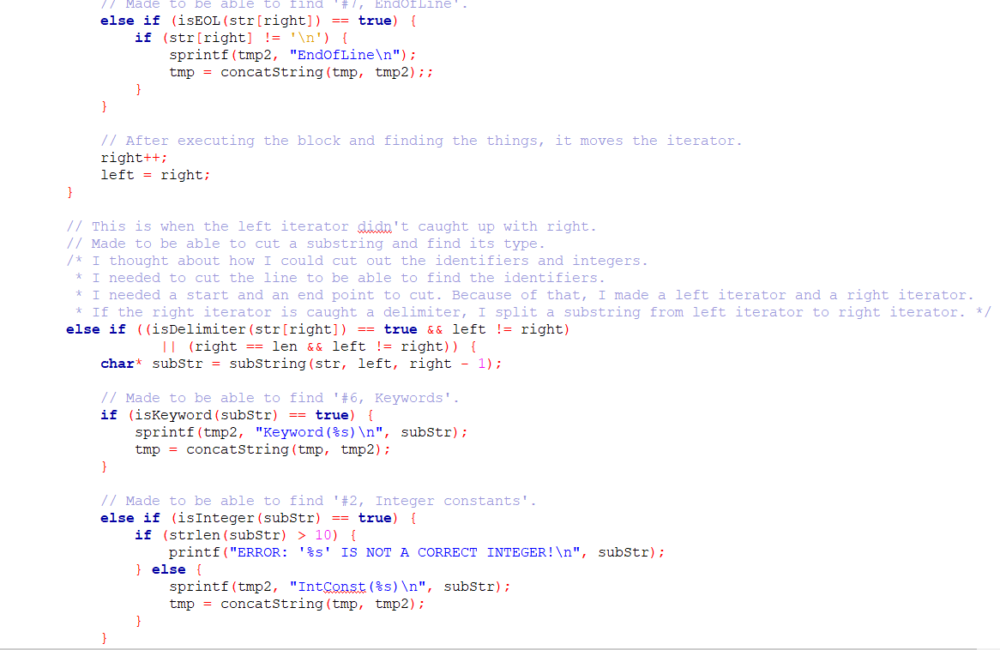 // Made to be able to find '#7, EndOfLine'.
else if (isEOL(str[right]) == true) {
if (str[right] != '\n') {
sprintf(tmp2, "EndOfLine\n");
tmp = concatString(tmp, tmp2);;
}
}
// After executing the block and finding the things, it moves the iterator.
right++;
left = right;
}
// This is when the left iterator didn't caught up with right.
// Made to be able to cut a substring and find its type.
/* I thought about how I could cut out the identifiers and integers.
* I needed to cut the line to be able to find the identifiers.
* I needed a start and an end point to cut. Because of that, I made a left iterator and a right iterator.
* If the right iterator is caught a delimiter, I split a substring from left iterator to right iterator. */
else if ((isDelimiter(str[right]) == true && left != right)
|| (right == len && left != right)) {
char* subStr = subString(str, left, right - 1);
// Made to be able to find '#6, Keywords'.
if (isKeyword(subStr) == true) {
sprintf(tmp2, "Keyword(%s)\n", subStr);
tmp = concatString(tmp, tmp2);
}
// Made to be able to find '#2, Integer constants'.
else if (isInteger(subStr) == true) {
if (strlen(subStr) > 10) {
printf("ERROR: '%s' IS NOT A CORRECT INTEGER!\n", subStr);
} else {
sprintf(tmp2, "IntConst(%s)\n", subStr);
tmp = concatString(tmp, tmp2);
}
}